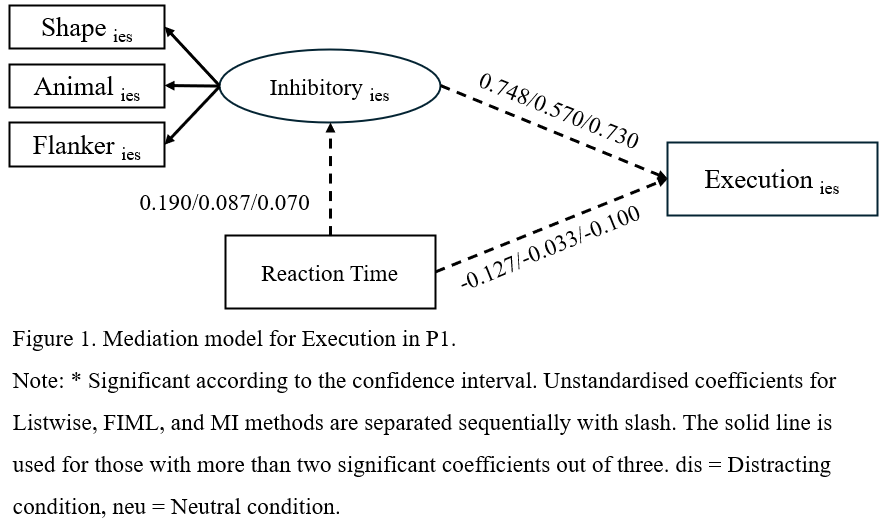 Shape ies
Animal ies
Flanker ies
Inhibitory ies
0.748/0.570/0.730
Execution ies
0.190/0.087/0.070
-0.127/-0.033/-0.100
Reaction Time
Figure 1. Mediation model for Execution in P1.
Note: * Significant according to the confidence interval. Unstandardised coefficients for
Listwise, FIML, and MI methods are separated sequentially with slash. The solid line is
used for those with more than two significant coefficients out of three. dis = Distracting
condition, neu = Neutral condition.